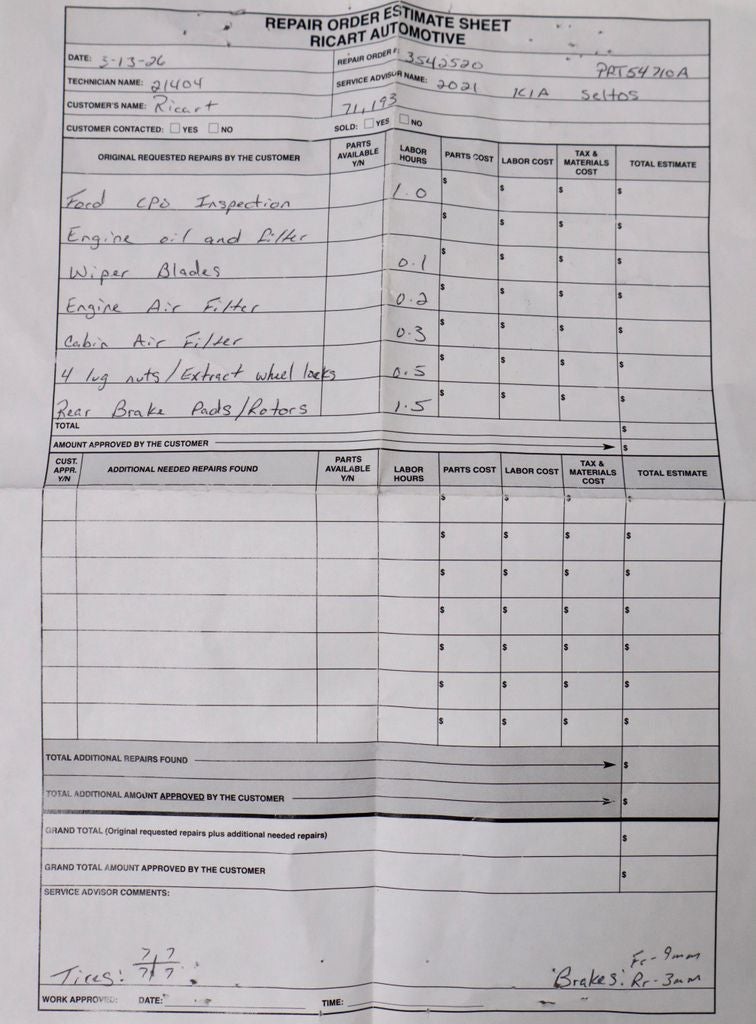 REPAIR ORDER ESTIMATE SHEET
RICART AUTOMOTIVE
DATE: 3-13-26 REPAIR ORDER #: 3542520 PRT54710A
TECHNICIAN NAME: 21404 SERVICE ADVISOR NAME: 2021 KIA Seltos
CUSTOMER'S NAME: Ricart 71,193
CUSTOMER CONTACTED: ☐ YES ☐ NO SOLD: ☐ YES ☐ NO
ORIGINAL REQUESTED REPAIRS BY THE CUSTOMER PARTS AVAILABLE Y/N LABOR HOURS PARTS COST LABOR COST TAX & MATERIALS COST TOTAL ESTIMATE
Ford CPO Inspection 1.0 $ $ $ $
Engine oil and filter $ $ $ $
Wiper Blades 0.1 $ $ $ $
Engine Air Filter 0.2 $ $ $ $
Cabin Air Filter 0.3 $ $ $ $
4 lug nuts/Extract wheel locks 0.5 $ $ $ $
Rear Brake Pads/Rotors 1.5 $ $ $ $
TOTAL $
AMOUNT APPROVED BY THE CUSTOMER $
CUST. APPR. Y/N ADDITIONAL NEEDED REPAIRS FOUND PARTS AVAILABLE Y/N LABOR HOURS PARTS COST LABOR COST TAX & MATERIALS COST TOTAL ESTIMATE
$ $ $ $
$ $ $ $
$ $ $ $
$ $ $ $
$ $ $ $
$ $ $ $
$ $ $ $
TOTAL ADDITIONAL REPAIRS FOUND $
TOTAL ADDITIONAL AMOUNT APPROVED BY THE CUSTOMER $
GRAND TOTAL (Original requested repairs plus additional needed repairs) $
GRAND TOTAL AMOUNT APPROVED BY THE CUSTOMER $
SERVICE ADVISOR COMMENTS:
7 7 Fr- 9mm
Tires: 7 7 Brakes: Rr- 3mm
WORK APPROVED: DATE: TIME: